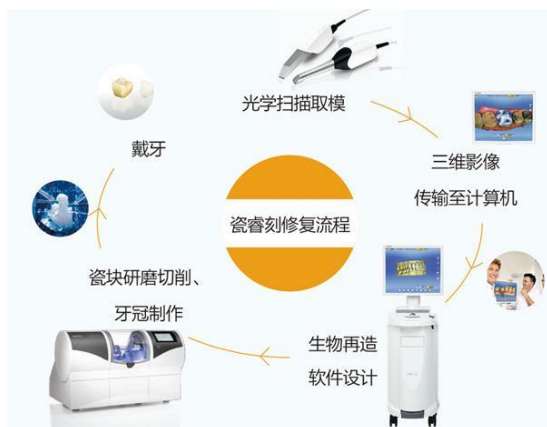 光学扫描取模
三维影像
传输至计算机
生物再造
软件设计
瓷块研磨切削、
牙冠制作
戴牙
瓷睿刻修复流程